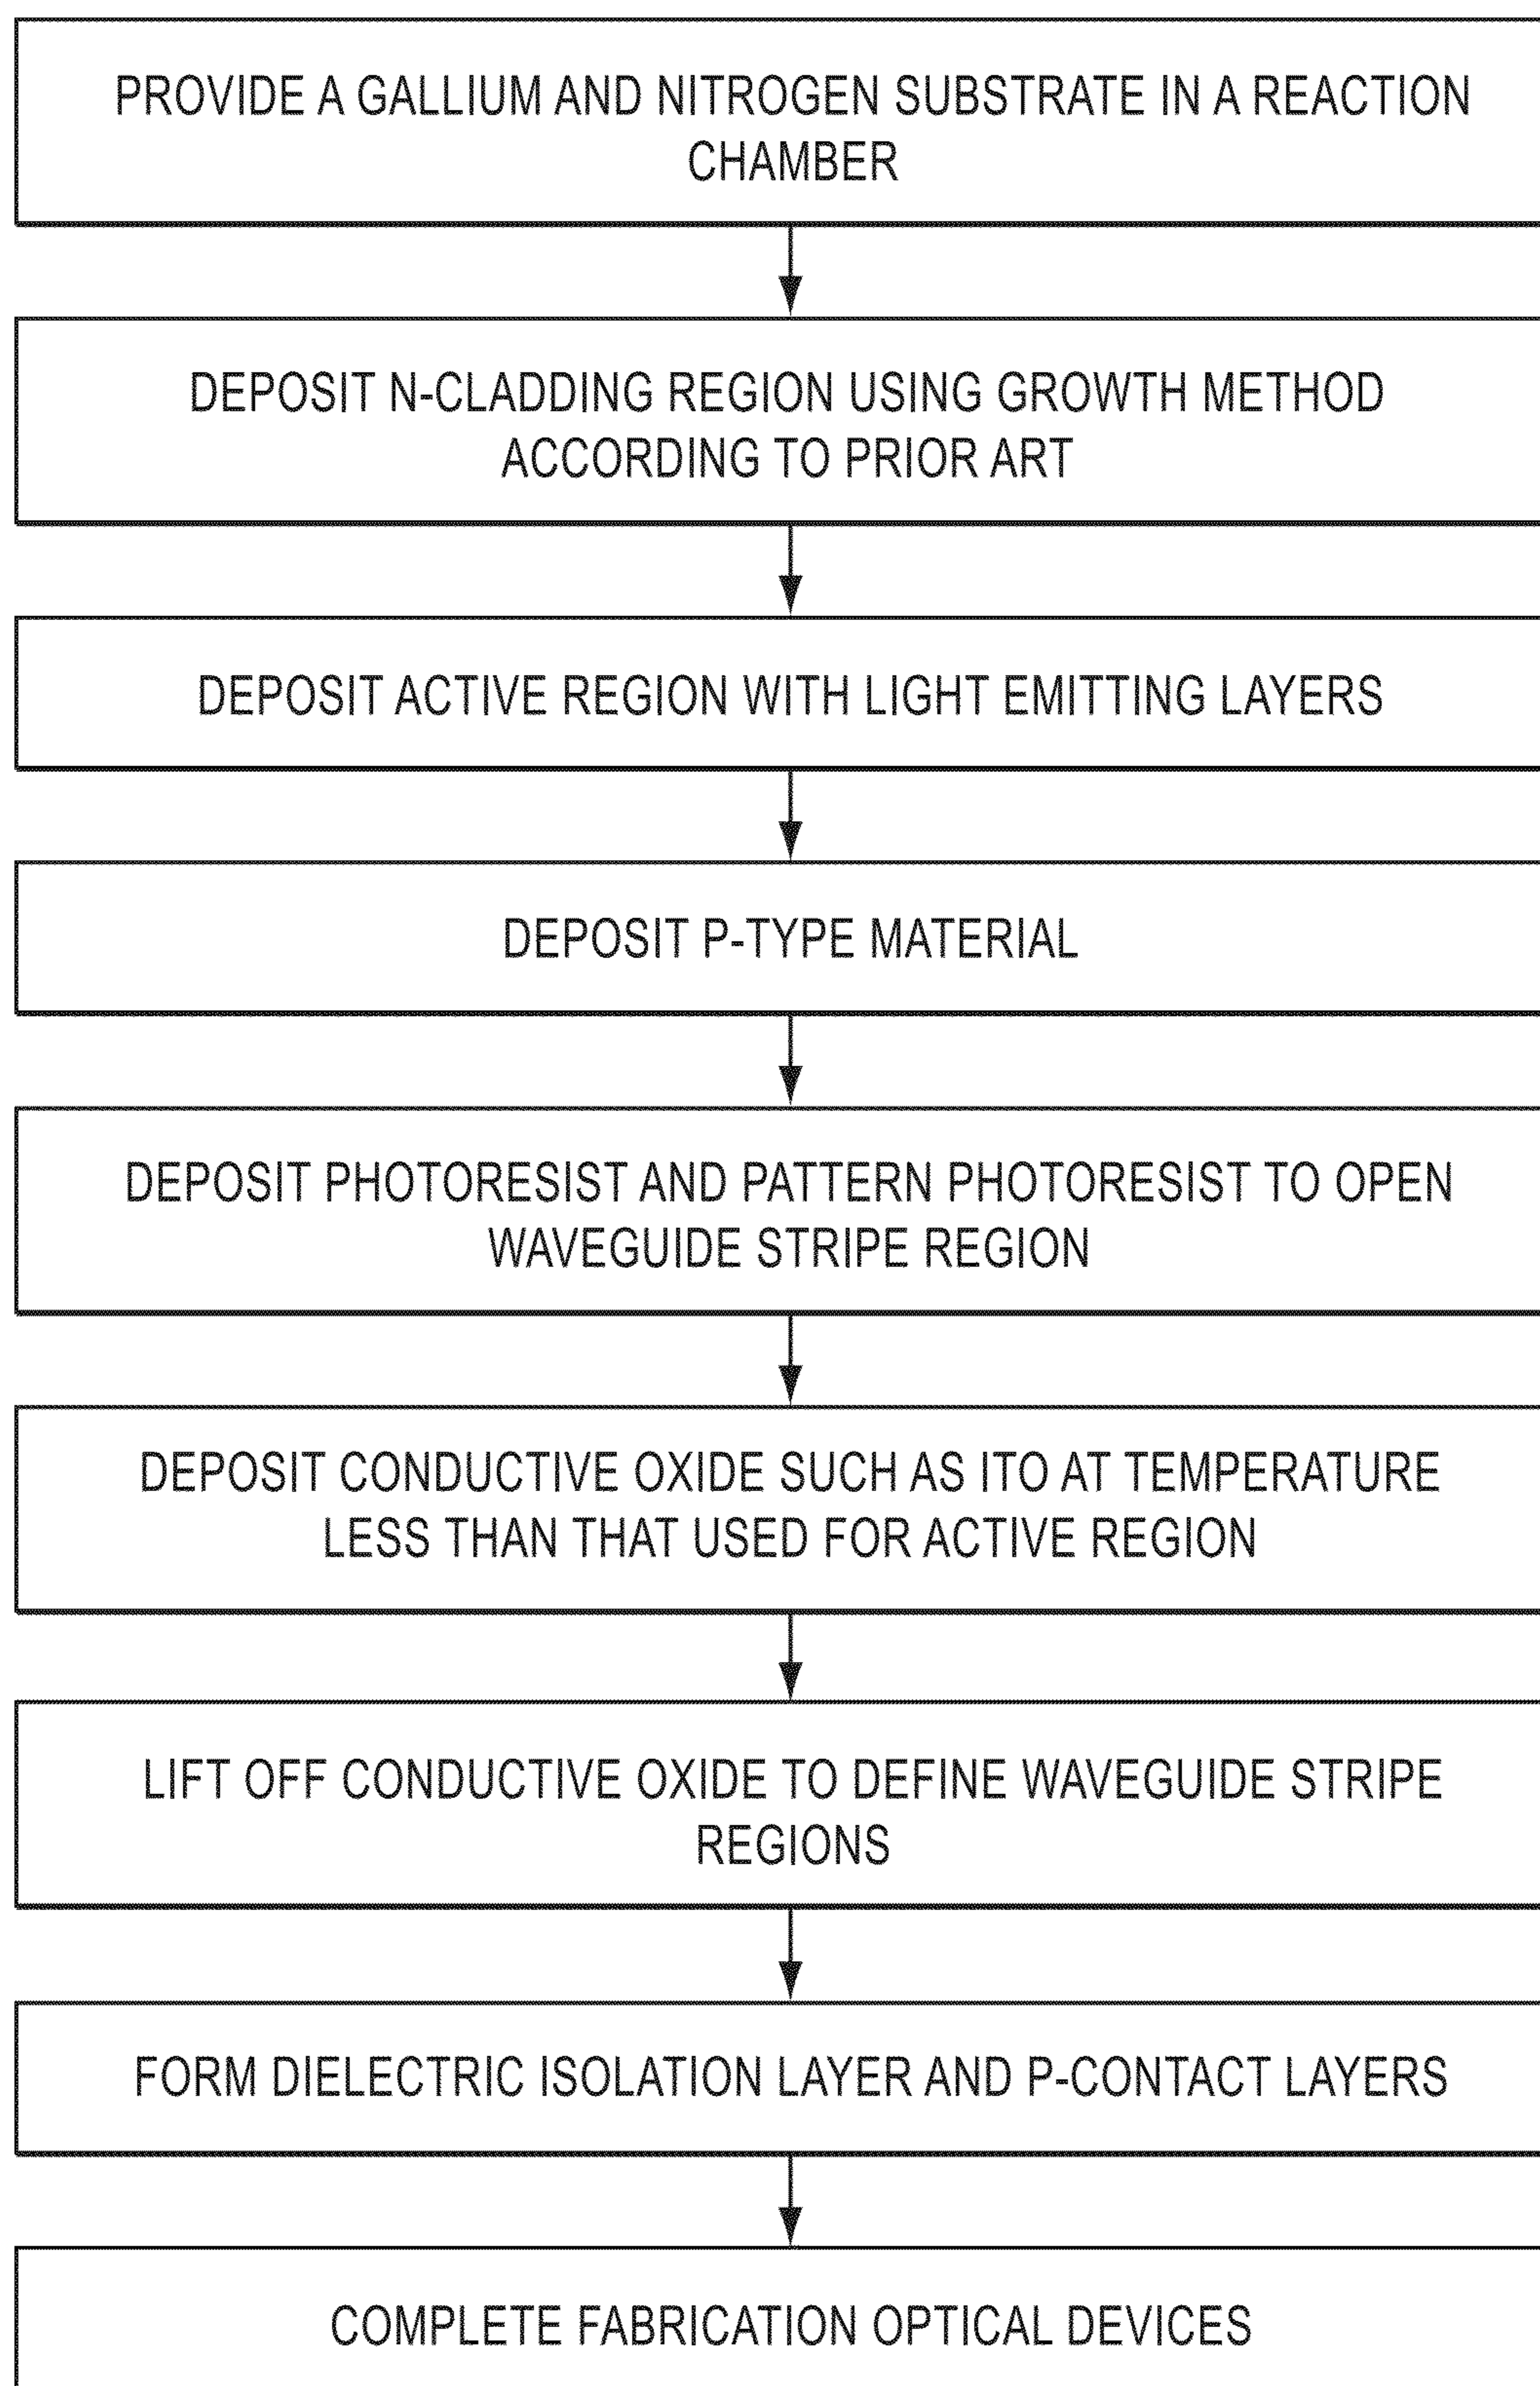 PROVIDE A GALLIUM AND NITROGEN SUBSTRATE IN A REACTION
CHAMBER
DEPOSIT N-CLADDING REGION USING GROWTH METHOD
ACCORDING TO PRIOR ART
DEPOSIT ACTIVE REGION WITH LIGHT EMITTING LAYERS
DEPOSIT P-TYPE MATERIAL
DEPOSIT PHOTORESIST AND PATTERN PHOTORESIST TO OPEN
WAVEGUIDE STRIPE REGION
DEPOSIT CONDUCTIVE OXIDE SUCH AS ITO AT TEMPERATURE
LESS THAN THAT USED FOR ACTIVE REGION
LIFT OFF CONDUCTIVE OXIDE TO DEFINE WAVEGUIDE STRIPE
REGIONS
FORM DIELECTRIC ISOLATION LAYER AND P-CONTACT LAYERS
COMPLETE FABRICATION OPTICAL DEVICES